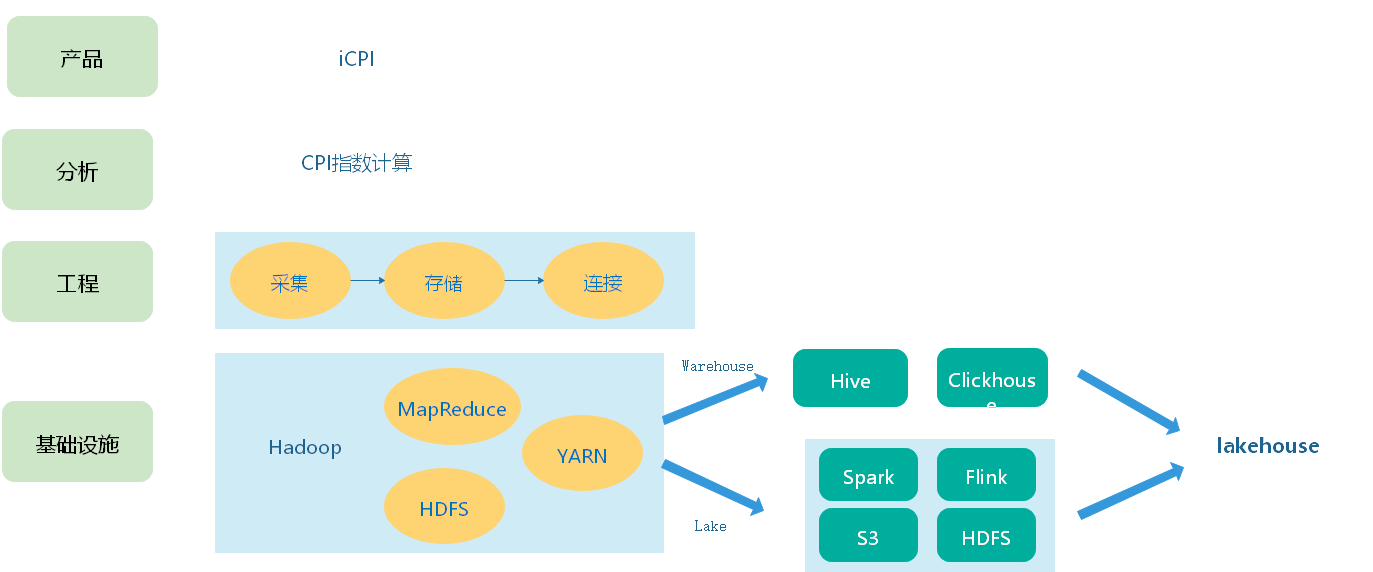 产品
iCPI
分析
CPI指数计算
工程
采集
存储
连接
基础设施
Hadoop
MapReduce
YARN
HDFS
Warehouse
Lake
Hive
Clickhous
e
Spark
Flink
S3
HDFS
lakehouse